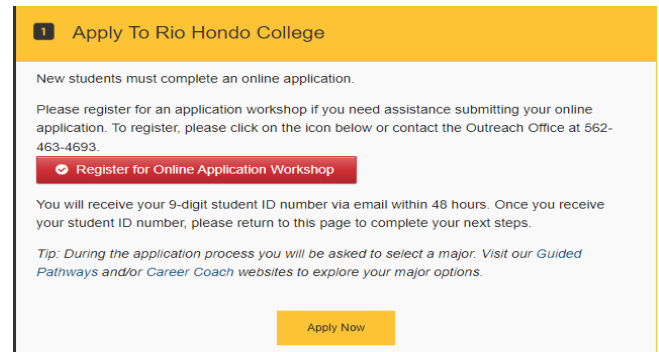 1 Apply To Rio Hondo College
New students must complete an online application.
Please register for an application workshop if you need assistance submitting your online
application. To register, please click on the icon below or contact the Outreach Office at 562-
463-4693.
Register for Online Application Workshop
You will receive your 9-digit student ID number via email within 48 hours. Once you receive
your student ID number, please return to this page to complete your next steps.
Tip: During the application process you will be asked to select a major. Visit our Guided
Pathways and/or Career Coach websites to explore your major options.
Apply Now